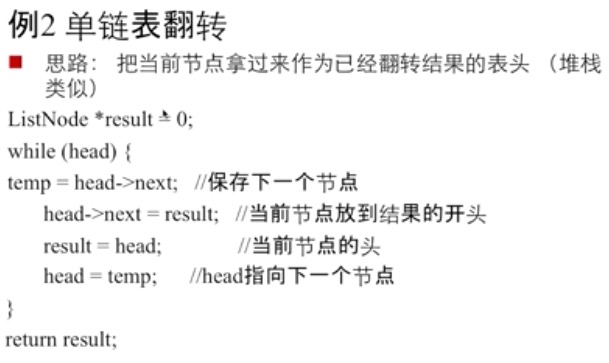 例2 单链表翻转
■ 思路： 把当前节点拿过来作为已经翻转结果的表头 （堆栈
类似）
ListNode *result = 0;
while (head) {
temp = head->next; //保存下一个节点
head->next = result; //当前节点放到结果的开头
result = head; //当前节点的头
head = temp; //head指向下一个节点
}
return result;